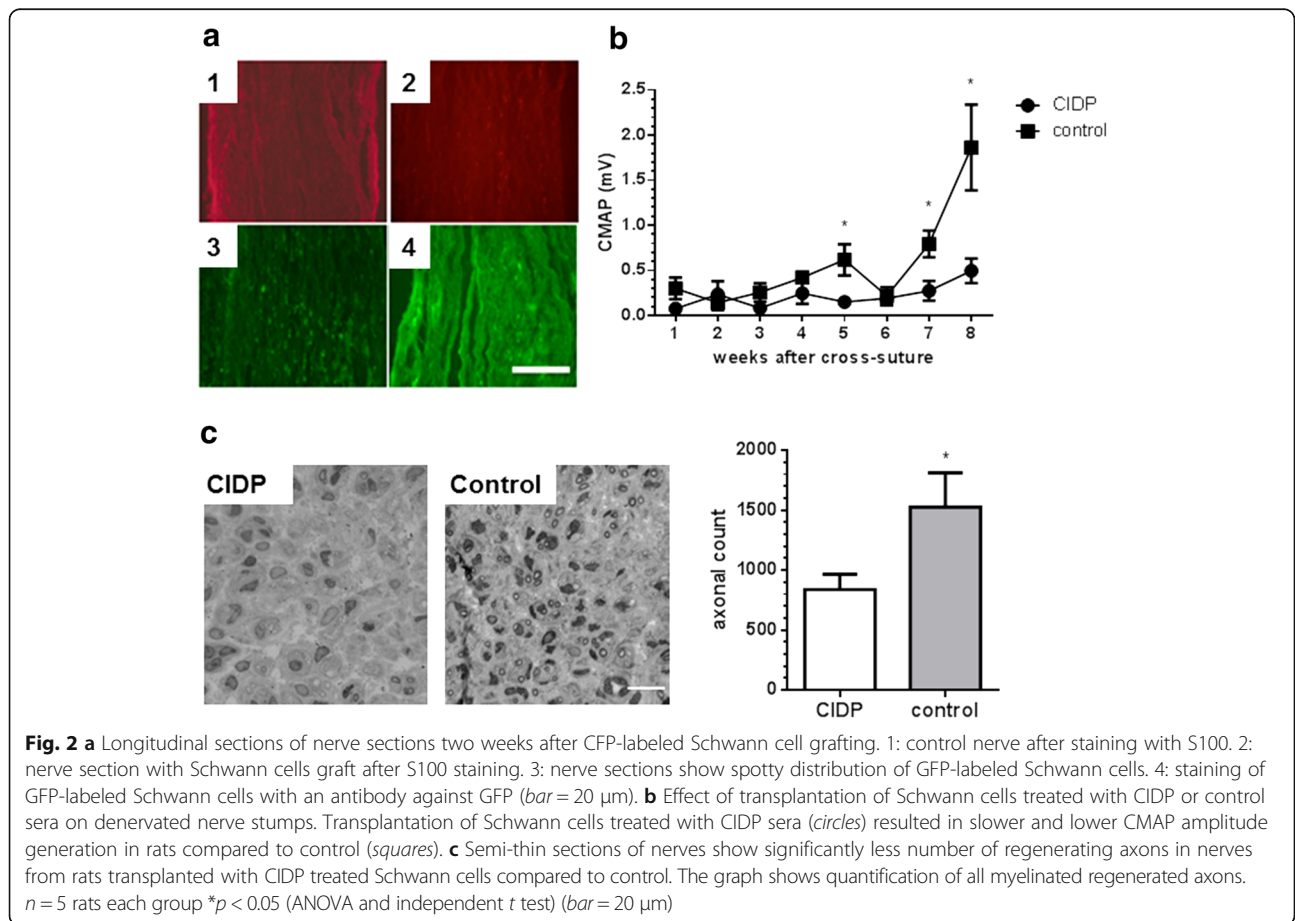 a
1
2
3
4
b
2.5
2.0
1.5
1.0
0.5
0.0
CMAP (mV)
*
*
*
1 2 3 4 5 6 7 8
weeks after cross-suture
CIDP
control
c
CIDP
Control
2000
1500
1000
500
0
axonal count
*
CIDP control
Fig. 2 a Longitudinal sections of nerve sections two weeks after CFP-labeled Schwann cell grafting. 1: control nerve after staining with S100. 2:
nerve section with Schwann cells graft after S100 staining. 3: nerve sections show spotty distribution of GFP-labeled Schwann cells. 4: staining of
GFP-labeled Schwann cells with an antibody against GFP (bar = 20 μm). b Effect of transplantation of Schwann cells treated with CIDP or control
sera on denervated nerve stumps. Transplantation of Schwann cells treated with CIDP sera (circles) resulted in slower and lower CMAP amplitude
generation in rats compared to control (squares). c Semi-thin sections of nerves show significantly less number of regenerating axons in nerves
from rats transplanted with CIDP treated Schwann cells compared to control. The graph shows quantification of all myelinated regenerated axons.
n = 5 rats each group *p < 0.05 (ANOVA and independent t test) (bar = 20 μm)